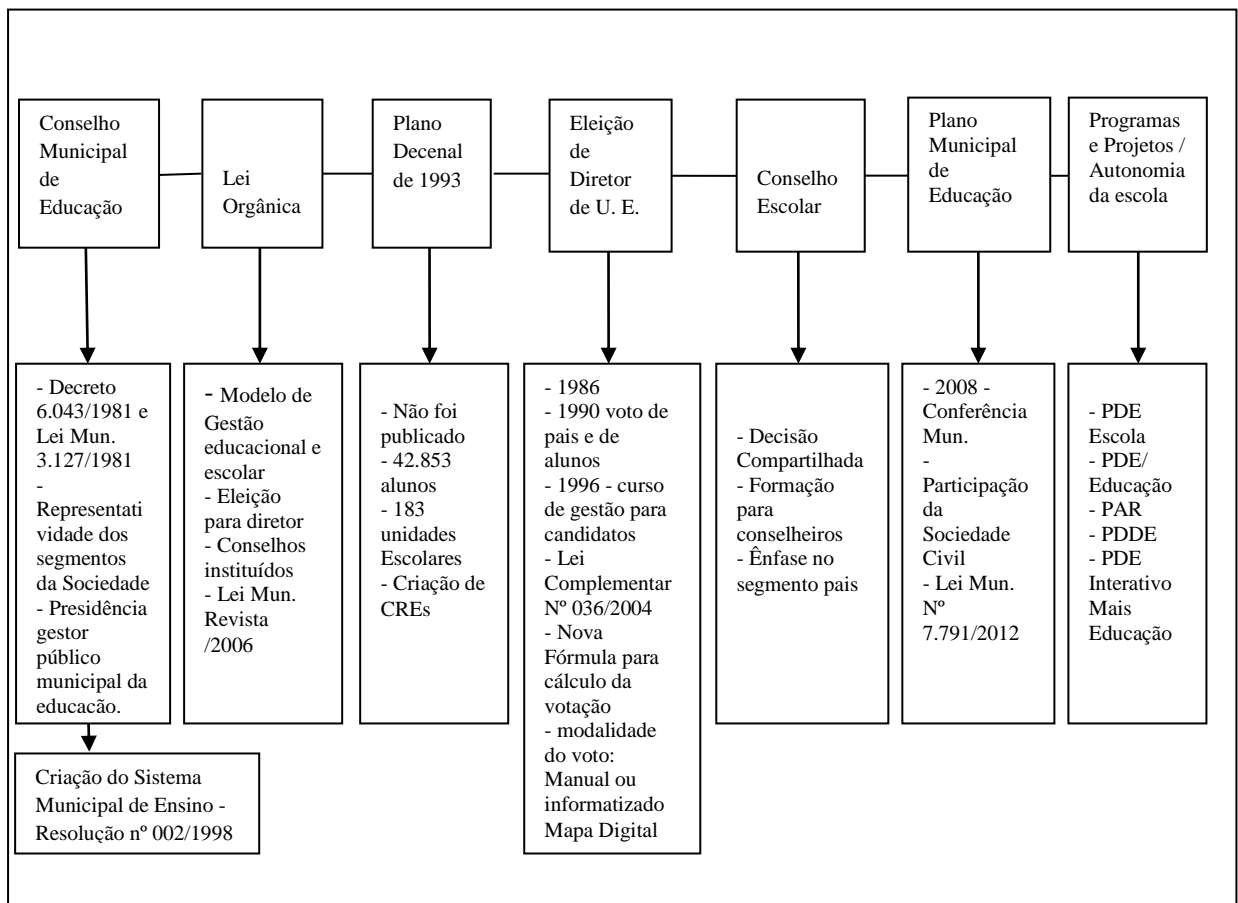 Conselho
Municipal
de
Educação
Lei
Orgânica
Plano
Decenal
de 1993
Eleição
de
Diretor
de U. E.
Conselho
Escolar
Plano
Municipal
de
Educação
Programas
e Projetos /
Autonomia
da escola
- Decreto
6.043/1981 e
Lei Mun.
3.127/1981
-
Representati
vidade dos
segmentos
da Sociedade
- Presidência
gestor
público
municipal da
educacão.
- Modelo de
Gestão
educacional e
escolar
- Eleição
para diretor
- Conselhos
instituídos
- Lei Mun.
Revista
/2006
- Não foi
publicado
- 42.853
alunos
- 183
unidades
Escolares
- Criação de
CREs
- 1986
- 1990 voto de
pais e de
alunos
- 1996 - curso
de gestão para
candidatos
- Lei
Complementar
Nº 036/2004
- Nova
Fórmula para
cálculo da
votação
- modalidade
do voto:
Manual ou
informatizado
Mapa Digital
- Decisão
Compartilhada
- Formação
para
conselheiros
- Ênfase no
segmento pais
- 2008 -
Conferência
Mun.
-
Participação
da
Sociedade
Civil
- Lei Mun.
Nº
7.791/2012
- PDE
Escola
- PDE/
Educação
- PAR
- PDDE
- PDE
Interativo
Mais
Educação
Criação do Sistema
Municipal de Ensino -
Resolução nº 002/1998